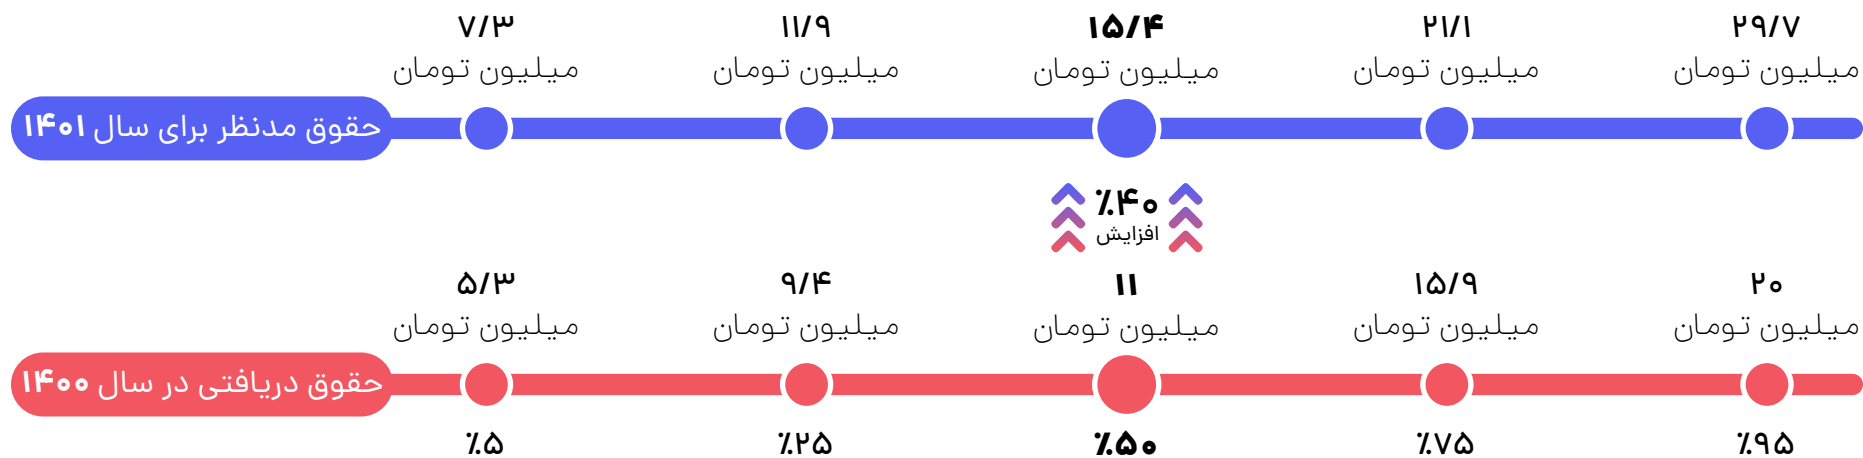 ۷/۳
میلیون تومان
۱۱/۹
میلیون تومان
۱۵/۴
میلیون تومان
۲۱/۱
میلیون تومان
۲۹/۷
میلیون تومان
حقوق مدنظر برای سال ۱۴۰۱
٪۴۰
افزایش
۵/۳
میلیون تومان
۹/۴
میلیون تومان
۱۱
میلیون تومان
۱۵/۹
میلیون تومان
۲۰
میلیون تومان
حقوق دریافتی در سال ۱۴۰۰
٪۵
٪۲۵
٪۵۰
٪۷۵
٪۹۵